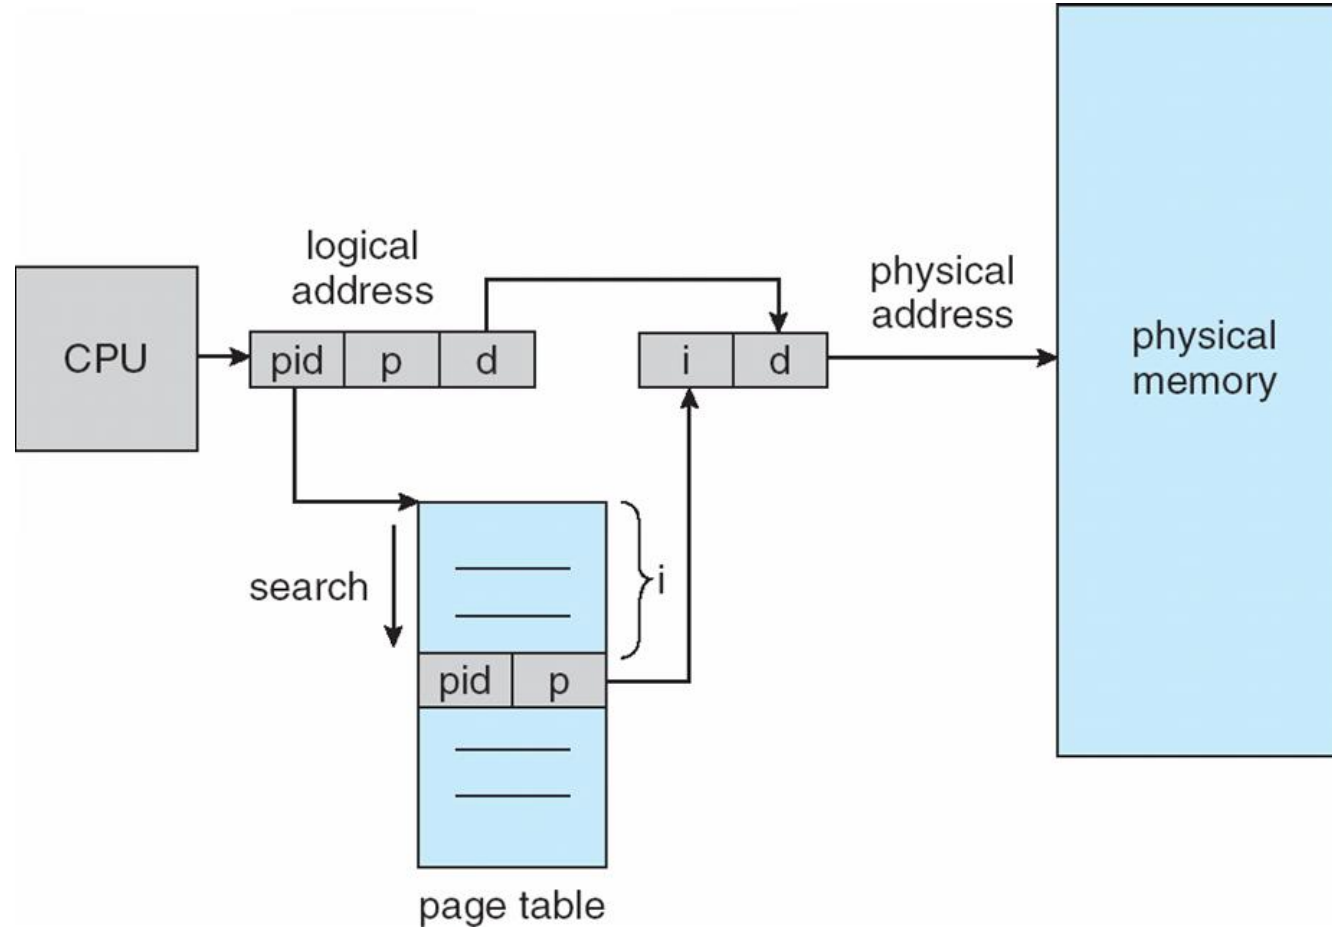 logical
address
physical
address
CPU
pid
p
d
i
d
physical
memory
search
i
pid
p
page table